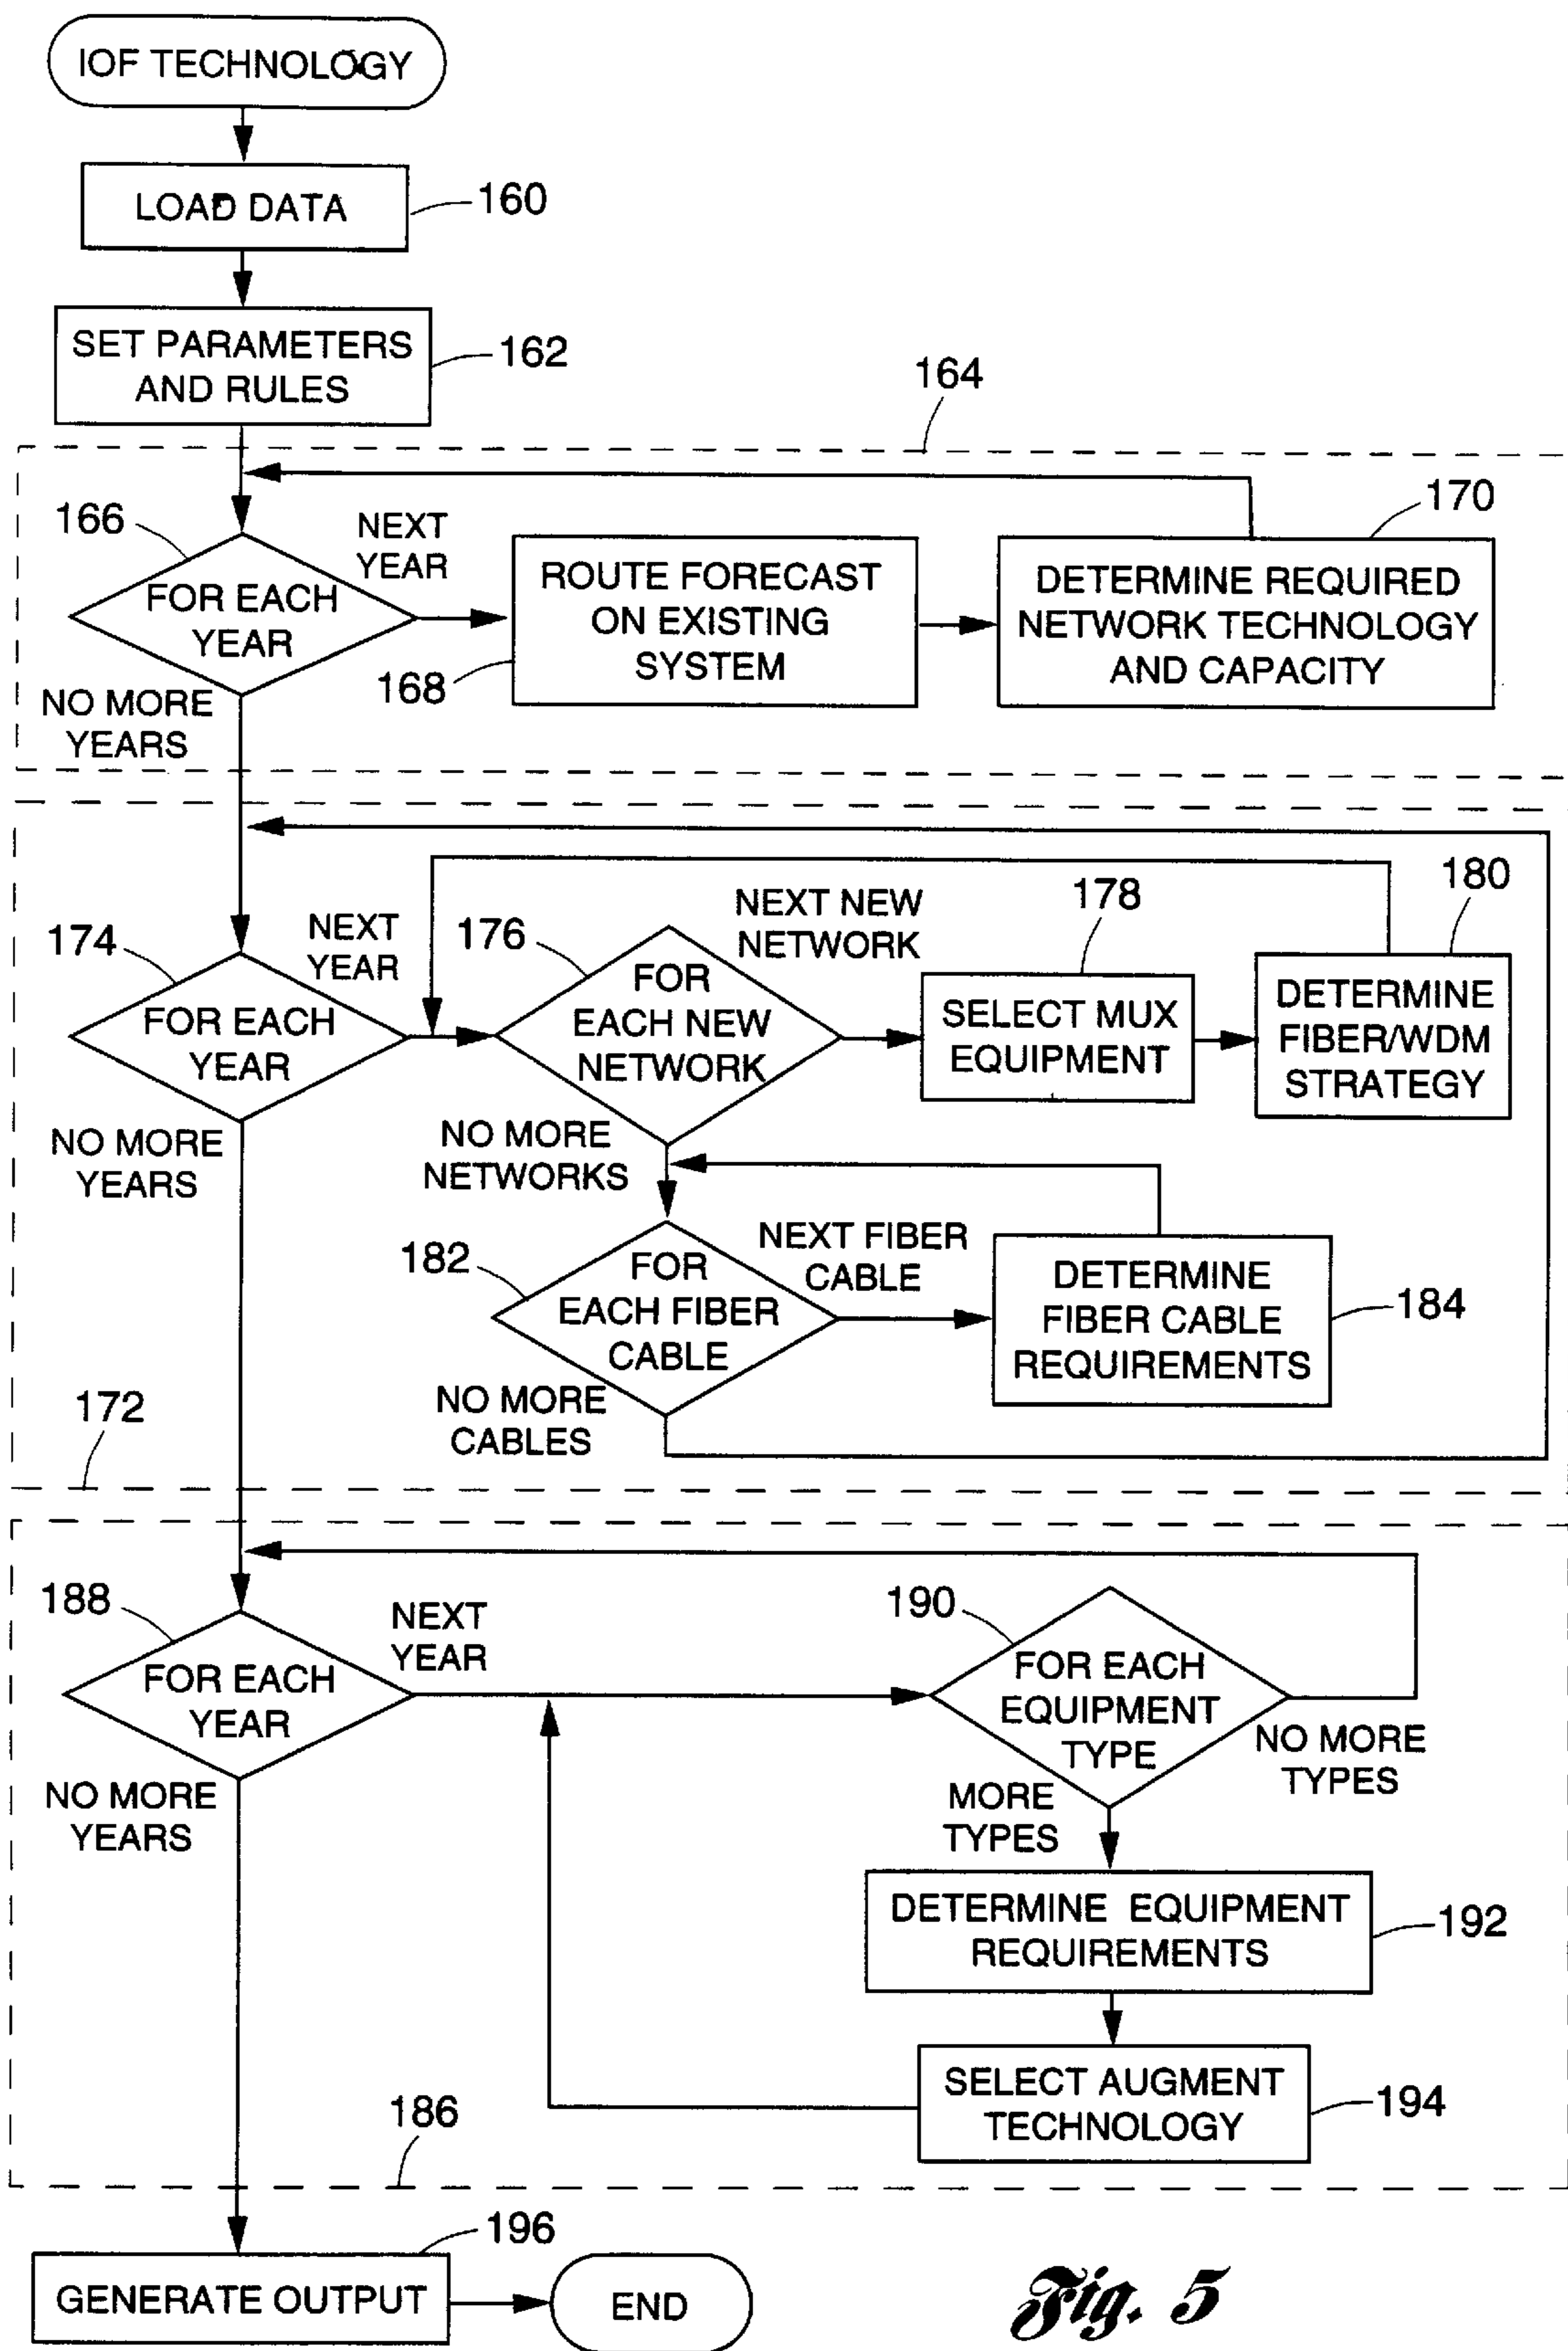 IOF TECHNOLOGY
LOAD DATA
160
SET PARAMETERS
AND RULES
162
164
166
FOR EACH
YEAR
NEXT
YEAR
NO MORE
YEARS
ROUTE FORECAST
ON EXISTING
SYSTEM
168
170
DETERMINE REQUIRED
NETWORK TECHNOLOGY
AND CAPACITY
174
FOR EACH
YEAR
NEXT
YEAR
NO MORE
YEARS
176
FOR
EACH NEW
NETWORK
NEXT NEW
NETWORK
178
SELECT MUX
EQUIPMENT
180
DETERMINE
FIBER/WDM
STRATEGY
NO MORE
NETWORKS
182
FOR
EACH FIBER
CABLE
NEXT FIBER
CABLE
DETERMINE
FIBER CABLE
REQUIREMENTS
184
NO MORE
CABLES
172
188
FOR EACH
YEAR
NEXT
YEAR
NO MORE
YEARS
190
FOR EACH
EQUIPMENT
TYPE
NO MORE
TYPES
MORE
TYPES
DETERMINE EQUIPMENT
REQUIREMENTS
192
SELECT AUGMENT
TECHNOLOGY
194
186
196
GENERATE OUTPUT
END
Fig. 5